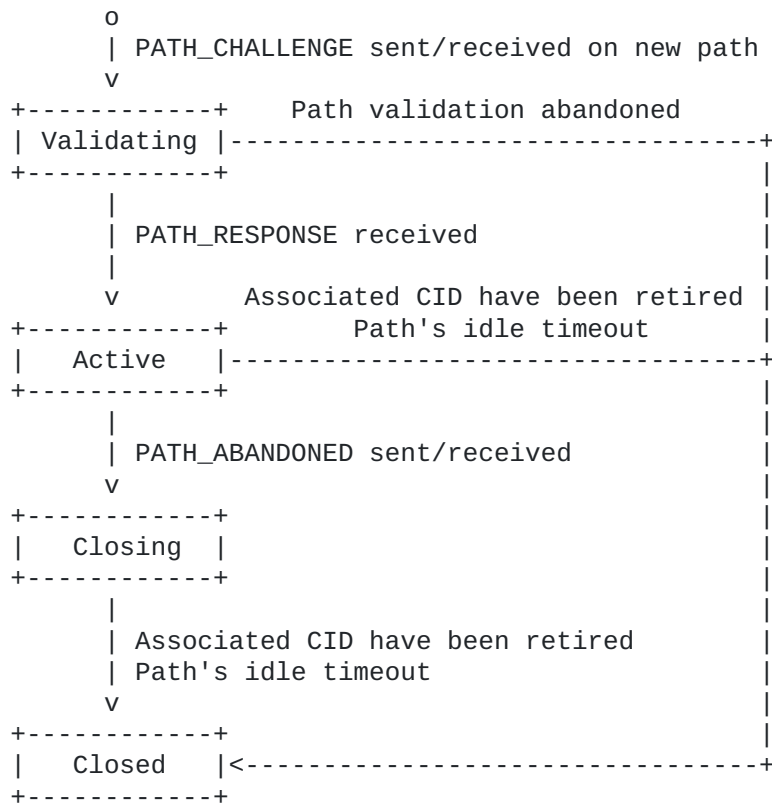 o
| PATH_CHALLENGE sent/received on new path
v
+------------+    Path validation abandoned
| Validating |----------------------------------+
+------------+                                  |
      |                                         |
      | PATH_RESPONSE received                  |
      |                                         |
      v        Associated CID have been retired |
+------------+        Path's idle timeout       |
|   Active   |----------------------------------+
+------------+                                  |
      |                                         |
      | PATH_ABANDONED sent/received            |
      v                                         |
+------------+                                  |
|   Closing  |                                  |
+------------+                                  |
      |                                         |
      | Associated CID have been retired        |
      | Path's idle timeout                     |
      v                                         |
+------------+                                  |
|   Closed   |<---------------------------------+
+------------+